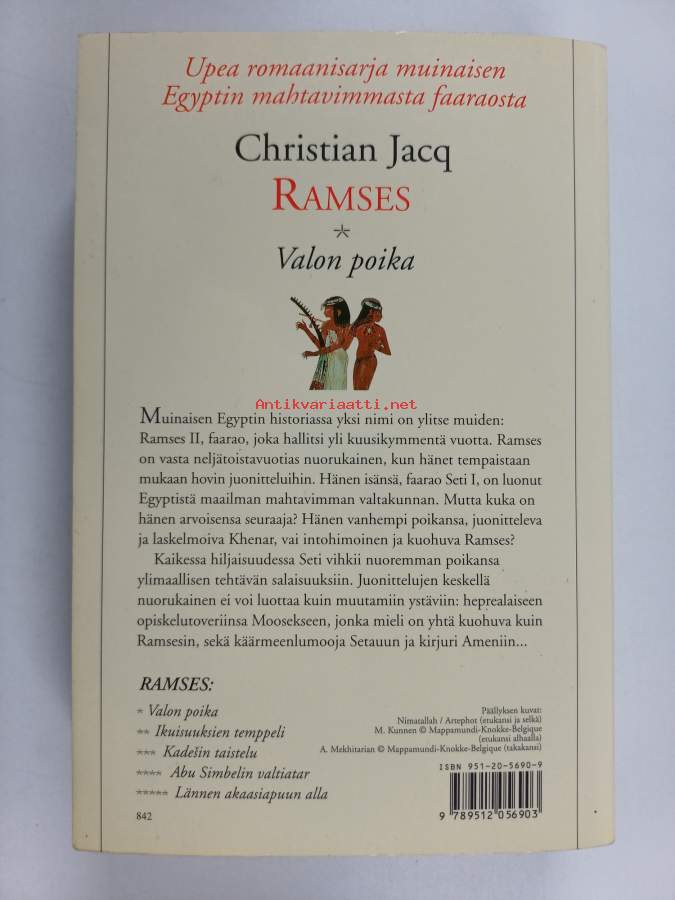 Upea romaanisarja muinaisen
Egyptin mahtavimmasta faaraosta
Christian Jacq
RAMSES
*
Valon poika
Antikvariaatti.net
Muinaisen Egyptin historiassa yksi nimi on ylitse muiden:
Ramses II, faarao, joka hallitsi yli kuusikymmentä vuotta. Ramses
on vasta neljätoistavuotias nuorukainen, kun hänet tempaistaan
mukaan hovin juonitteluihin. Hänen isänsä, faarao Seti I, on luonut
Egyptistä maailman mahtavimman valtakunnan. Mutta kuka on
hänen arvoisensa seuraaja? Hänen vanhempi poikansa, juonitteleva
ja laskelmoiva Khenar, vai intohimoinen ja kuohuva Ramses?
Kaikessa hiljaisuudessa Seti vihkii nuoremman poikansa
ylimaallisen tehtävän salaisuuksiin. Juonittelujen keskellä
nuorukainen ei voi luottaa kuin muutamiin ystäviin: heprealaiseen
opiskelutoveriinsa Moosekseen, jonka mieli on yhtä kuohuva kuin
Ramsesin, sekä käärmeenlumooja Setauun ja kirjuri Ameniin...
RAMSES:
* Valon poika
** Ikuisuuksien temppeli
*** Kadešin taistelu
**** Abu Simbelin valtiatar
***** Lännen akaasiapuun alla
842
Päällyksen kuvat:
Nimatallah / Artephot (etukansi ja selkä)
M. Kunnen © Mappamundi-Knokke-Belgique
(etukansi alhaalla)
A. Mekhitarian © Mappamundi-Knokke-Belgique (takakansi)
ISBN 951-20-5690-9
9 789512 056903